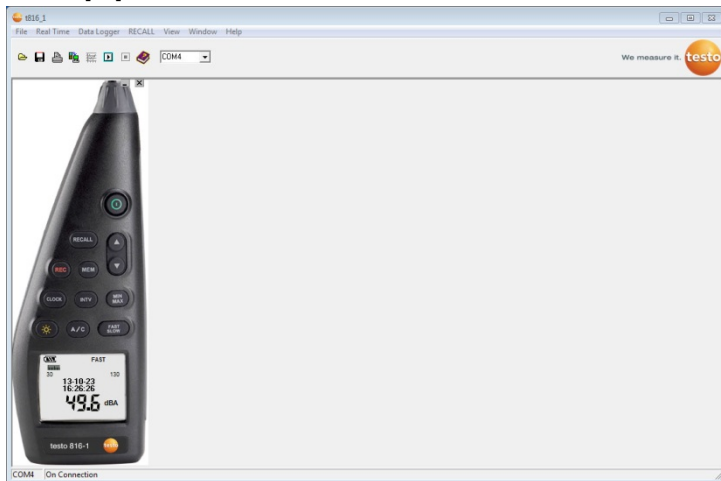 t816_1
File Real Time Data Logger RECALL View Window Help
COM4
We measure it. testo
RECALL
REC MEM
CLOCK INTV MIN MAX
A/C FAST SLOW
FAST
30 130
13-10-23
16:26:26
49.6 dBA
testo 816-1 testo
COM4 On Connection